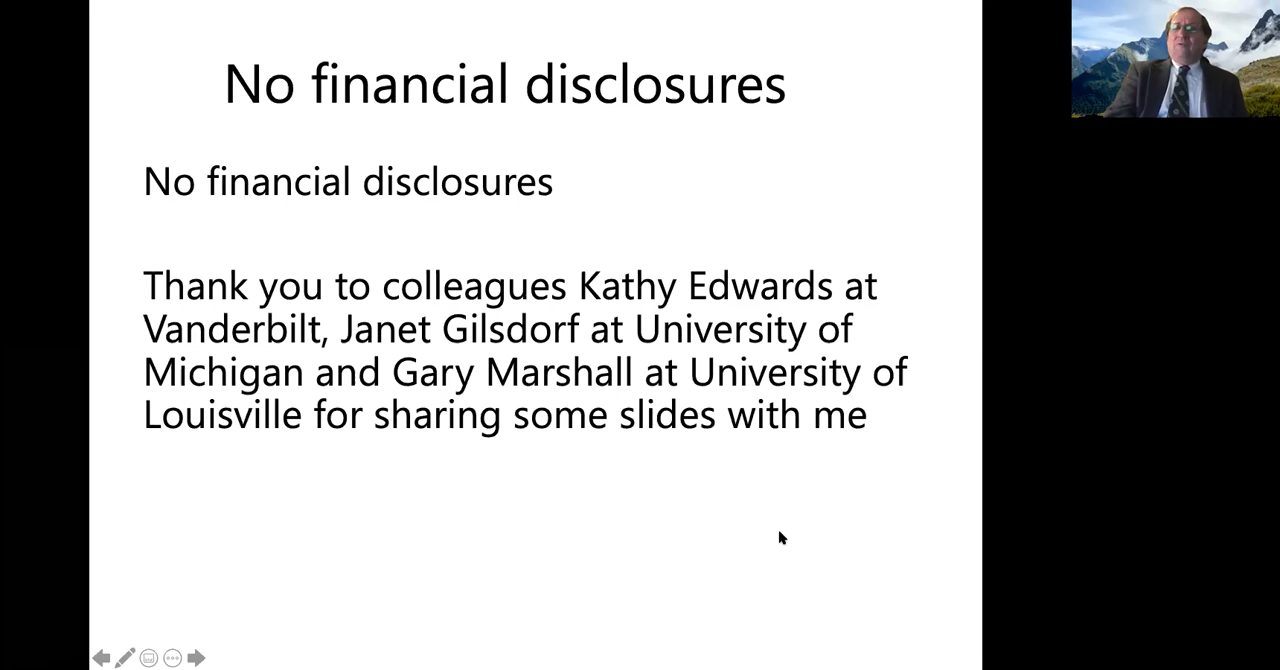 No financial disclosures
No financial disclosures
Thank you to colleagues Kathy Edwards at
Vanderbilt, Janet Gilsdorf at University of
Michigan and Gary Marshall at University of
Louisville for sharing some slides with me